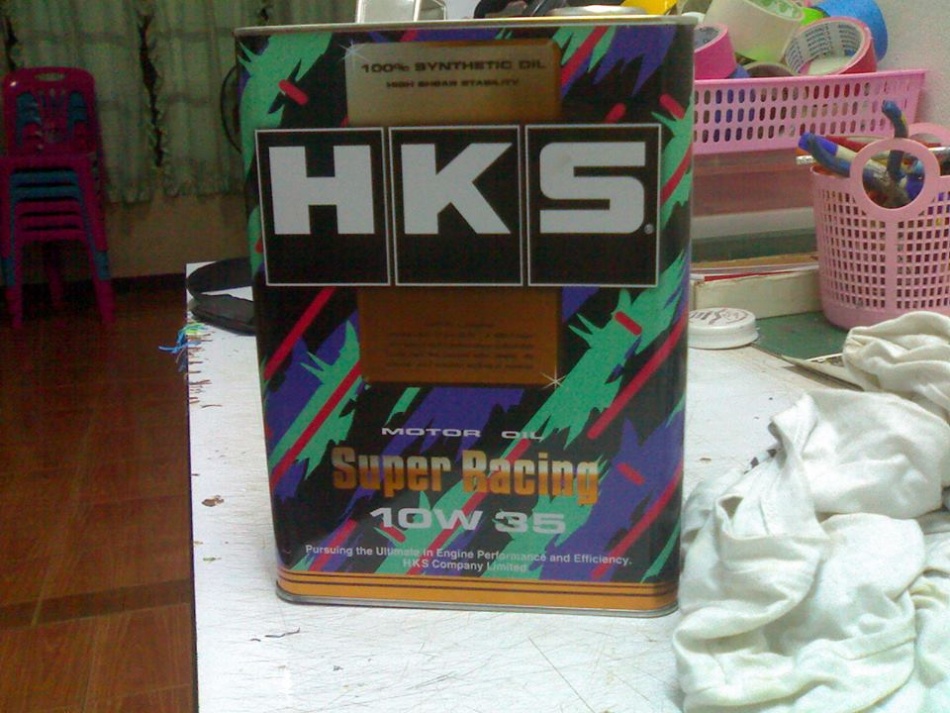 100% SYNTHETIC OIL
HIGH SHEAR STABILITY
HKS®
MOTOR OIL
Super Racing
10W 35
Pursuing the Ultimate in Engine Performance and Efficiency.
HKS Company Limited